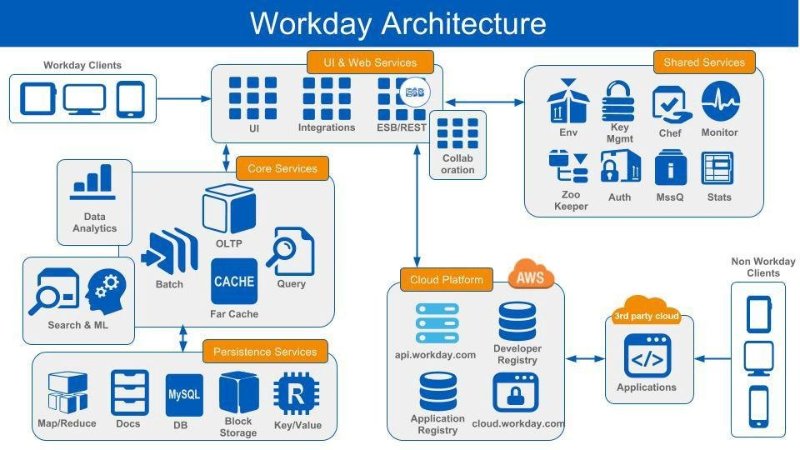 Workday Architecture
Workday Clients
UI & Web Services
UI
Integrations
ESB/REST
ESB
Collab
oration
Shared Services
Env
Key
Mgmt
Chef
Monitor
Zoo
Keeper
Auth
MssQ
Stats
Core Services
Data
Analytics
OLTP
Batch
CACHE
Far Cache
Query
Search & ML
Persistence Services
Map/Reduce
Docs
MySQL
DB
Block
Storage
R
Key/Value
Cloud Platform
AWS
api.workday.com
Developer
Registry
Application
Registry
cloud.workday.com
3rd party cloud
</>
Applications
Non Workday
Clients